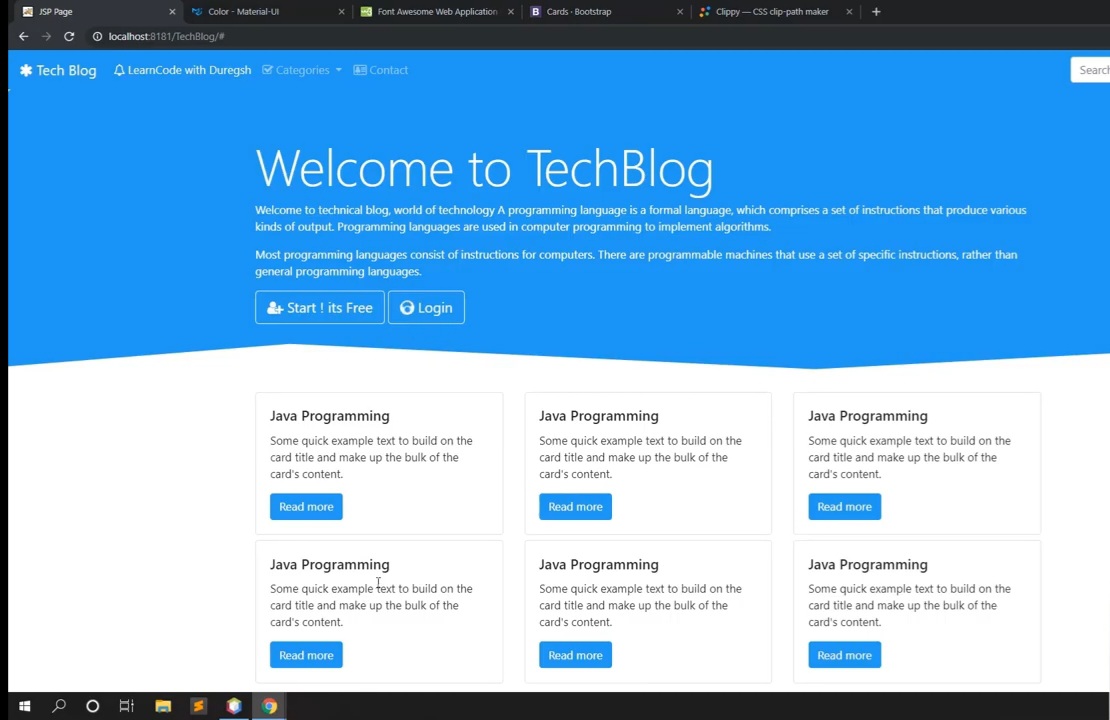 JSP Page
Color - Material-UI
Font Awesome Web Application
Cards · Bootstrap
Clippy — CSS clip-path maker
localhost:8181/TechBlog/#
Tech Blog
LearnCode with Duregsh
Categories
Contact
Search
Welcome to TechBlog
Welcome to technical blog, world of technology A programming language is a formal language, which comprises a set of instructions that produce various
kinds of output. Programming languages are used in computer programming to implement algorithms.
Most programming languages consist of instructions for computers. There are programmable machines that use a set of specific instructions, rather than
general programming languages.
Start ! its Free
Login
Java Programming
Some quick example text to build on the
card title and make up the bulk of the
card's content.
Read more
Java Programming
Some quick example text to build on the
card title and make up the bulk of the
card's content.
Read more
Java Programming
Some quick example text to build on the
card title and make up the bulk of the
card's content.
Read more
Java Programming
Some quick example text to build on the
card title and make up the bulk of the
card's content.
Read more
Java Programming
Some quick example text to build on the
card title and make up the bulk of the
card's content.
Read more
Java Programming
Some quick example text to build on the
card title and make up the bulk of the
card's content.
Read more